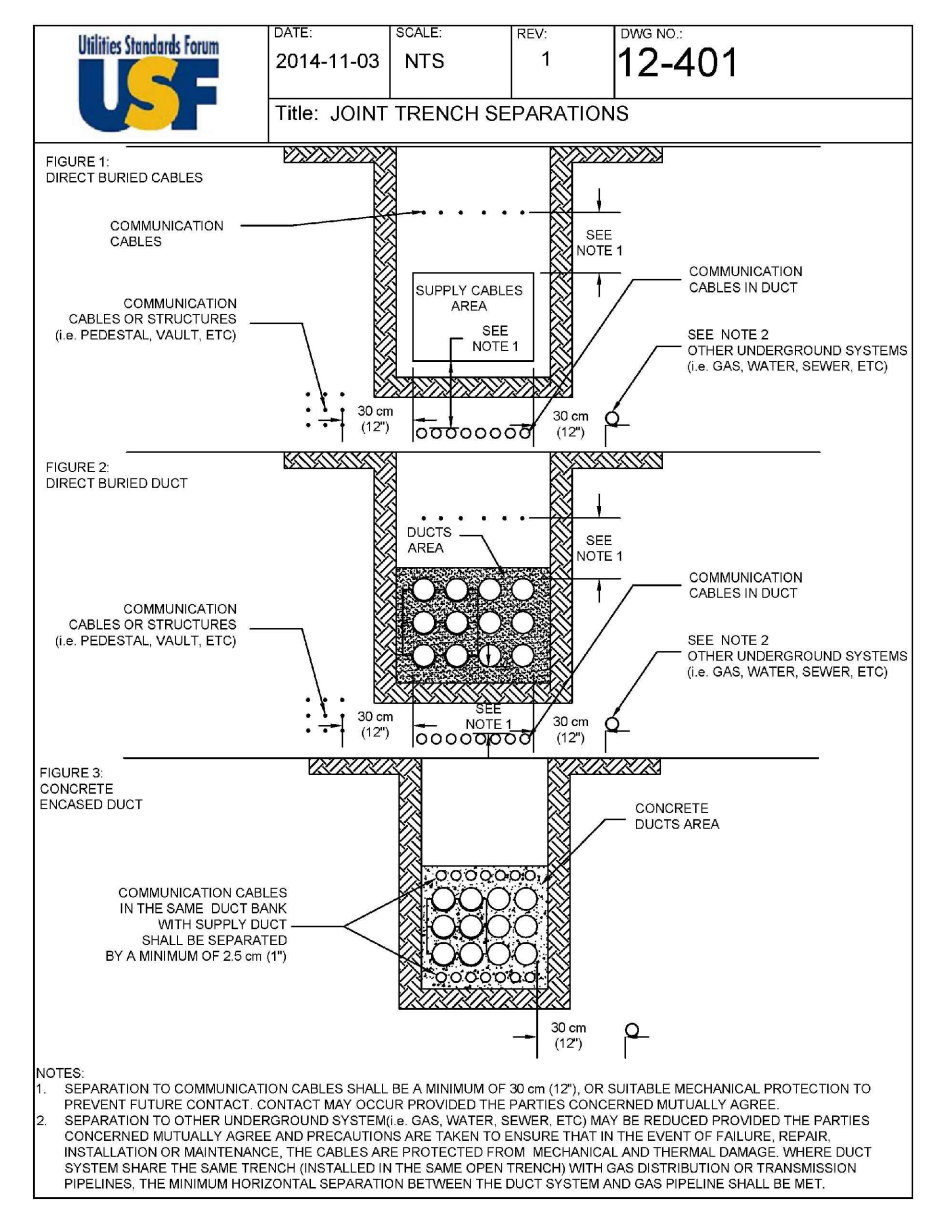 Utilities Standards Forum
USF
DATE:
2014-11-03
SCALE:
NTS
REV:
1
DWG NO.:
12-401
Title: JOINT TRENCH SEPARATIONS
FIGURE 1:
DIRECT BURIED CABLES
COMMUNICATION
CABLES
SEE
NOTE 1
COMMUNICATION
CABLES IN DUCT
SUPPLY CABLES
AREA
SEE
NOTE 1
COMMUNICATION
CABLES OR STRUCTURES
(i.e. PEDESTAL, VAULT, ETC)
SEE NOTE 2
OTHER UNDERGROUND SYSTEMS
(i.e. GAS, WATER, SEWER, ETC)
30 cm
(12")
30 cm
(12")
FIGURE 2:
DIRECT BURIED DUCT
DUCTS
AREA
SEE
NOTE 1
COMMUNICATION
CABLES IN DUCT
COMMUNICATION
CABLES OR STRUCTURES
(i.e. PEDESTAL, VAULT, ETC)
SEE NOTE 2
OTHER UNDERGROUND SYSTEMS
(i.e. GAS, WATER, SEWER, ETC)
30 cm
(12")
SEE
NOTE 1
30 cm
(12")
FIGURE 3:
CONCRETE
ENCASED DUCT
CONCRETE
DUCTS AREA
COMMUNICATION CABLES
IN THE SAME DUCT BANK
WITH SUPPLY DUCT
SHALL BE SEPARATED
BY A MINIMUM OF 2.5 cm (1")
30 cm
(12")
NOTES:
1. SEPARATION TO COMMUNICATION CABLES SHALL BE A MINIMUM OF 30 cm (12"), OR SUITABLE MECHANICAL PROTECTION TO
PREVENT FUTURE CONTACT. CONTACT MAY OCCUR PROVIDED THE PARTIES CONCERNED MUTUALLY AGREE.
2. SEPARATION TO OTHER UNDERGROUND SYSTEM(i.e. GAS, WATER, SEWER, ETC) MAY BE REDUCED PROVIDED THE PARTIES
CONCERNED MUTUALLY AGREE AND PRECAUTIONS ARE TAKEN TO ENSURE THAT IN THE EVENT OF FAILURE, REPAIR,
INSTALLATION OR MAINTENANCE, THE CABLES ARE PROTECTED FROM MECHANICAL AND THERMAL DAMAGE. WHERE DUCT
SYSTEM SHARE THE SAME TRENCH (INSTALLED IN THE SAME OPEN TRENCH) WITH GAS DISTRIBUTION OR TRANSMISSION
PIPELINES, THE MINIMUM HORIZONTAL SEPARATION BETWEEN THE DUCT SYSTEM AND GAS PIPELINE SHALL BE MET.